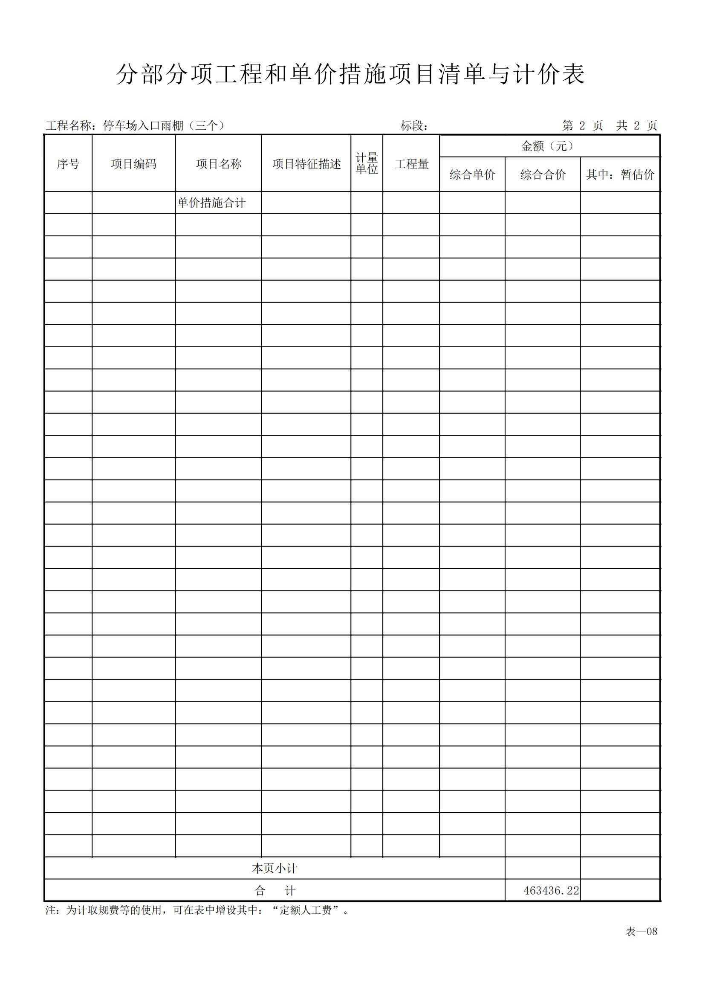 分部分项工程和单价措施项目清单与计价表
工程名称：停车场入口雨棚（三个） 标段： 第 2 页 共 2 页
序号 项目编码 项目名称 项目特征描述 计量单位 工程量 金额（元）
综合单价 综合合价 其中：暂估价
单价措施合计
本页小计
合 计 463436.22
注：为计取规费等的使用，可在表中增设其中：“定额人工费”。
表—08